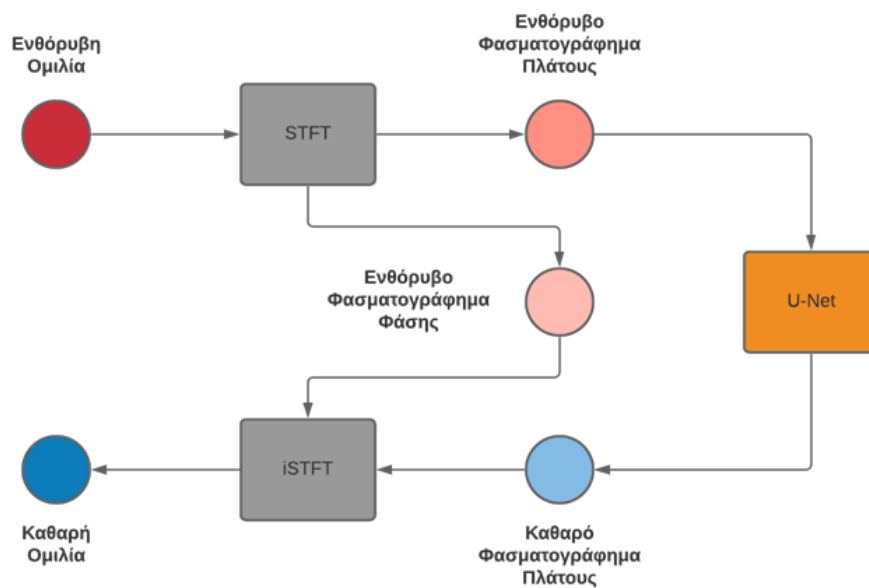 Ενθόρυβη
Ομιλία
STFT
Ενθόρυβο
Φασματογράφημα
Πλάτους
Ενθόρυβο
Φασματογράφημα
Φάσης
U-Net
iSTFT
Καθαρή
Ομιλία
Καθαρό
Φασματογράφημα
Πλάτους